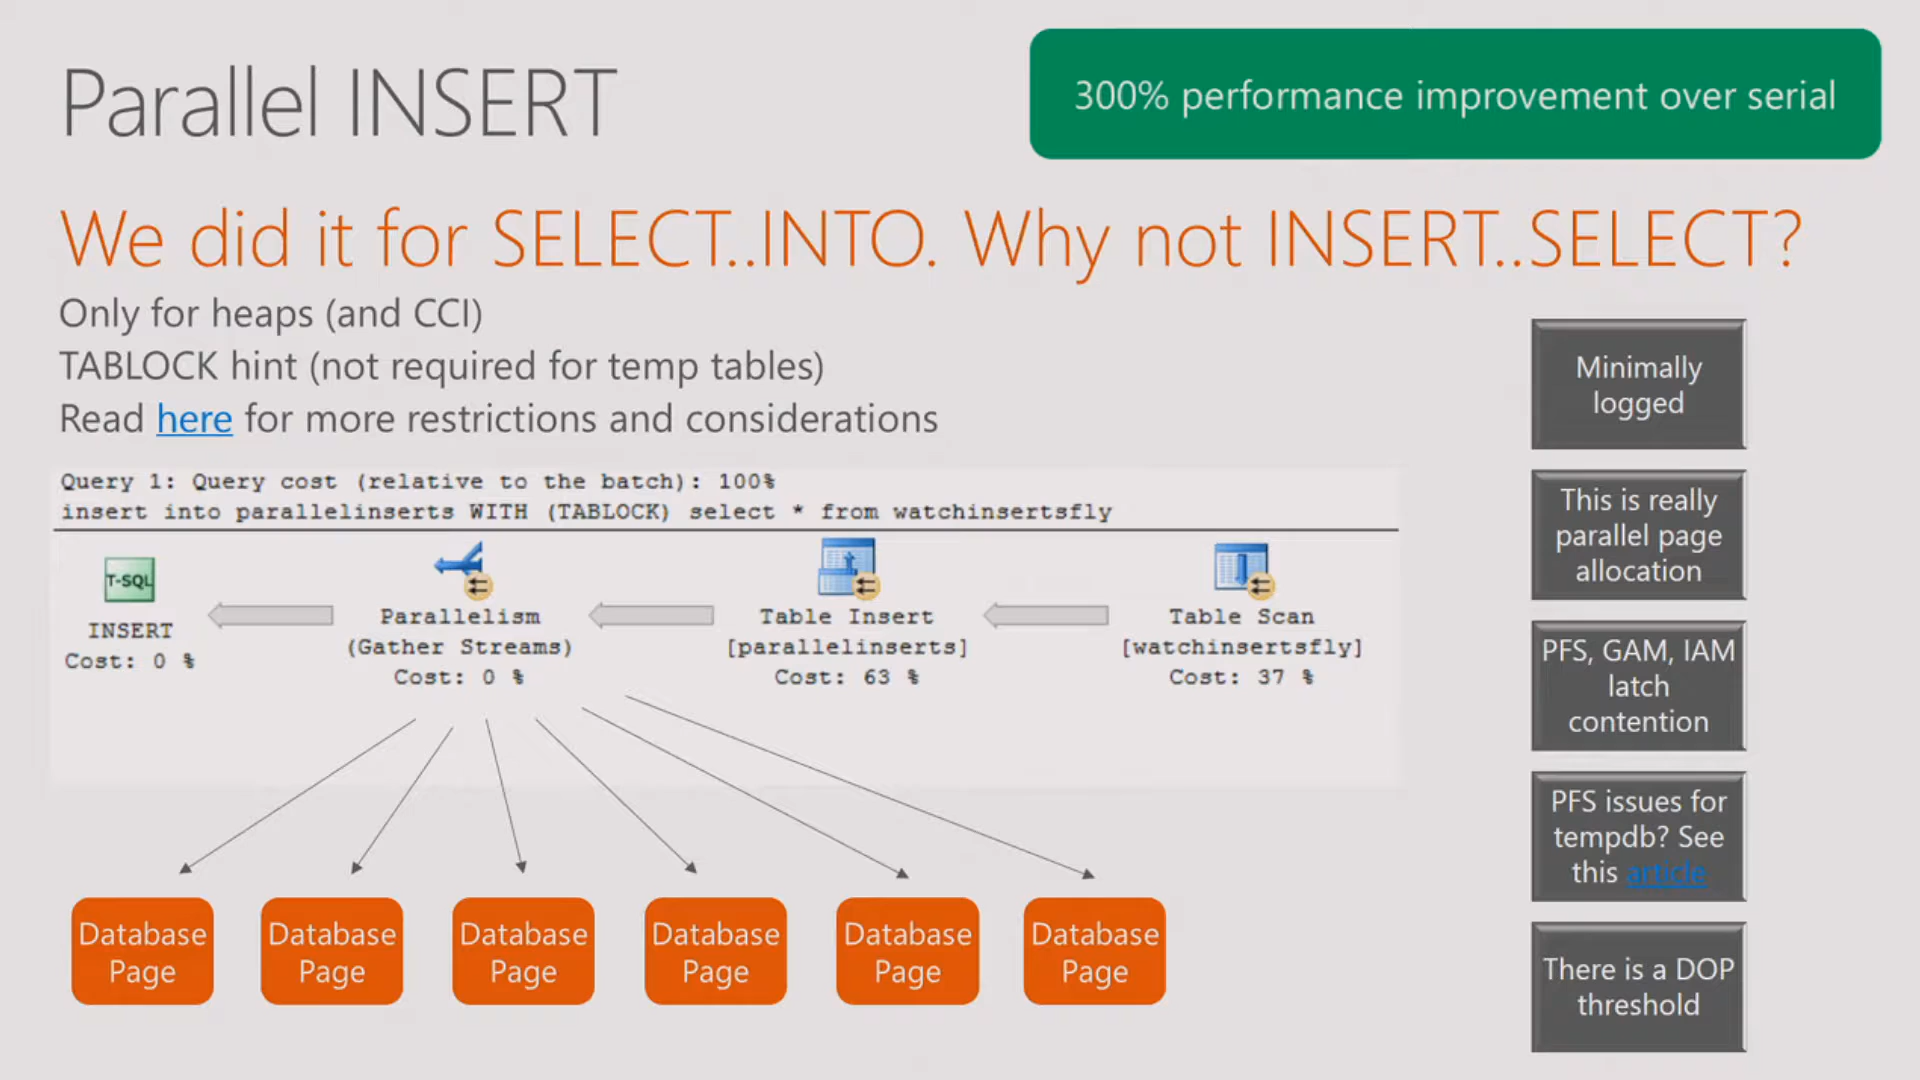 Parallel INSERT
300% performance improvement over serial
We did it for SELECT..INTO. Why not INSERT..SELECT?
Only for heaps (and CCI)
TABLOCK hint (not required for temp tables)
Read here for more restrictions and considerations
Query 1: Query cost (relative to the batch): 100%
insert into parallelinserts WITH (TABLOCK) select * from watchinsertsfly
T-SQL
INSERT
Cost: 0 %
Parallelism
(Gather Streams)
Cost: 0 %
Table Insert
[parallelinserts]
Cost: 63 %
Table Scan
[watchinsertsfly]
Cost: 37 %
Database
Page
Database
Page
Database
Page
Database
Page
Database
Page
Database
Page
Minimally
logged
This is really
parallel page
allocation
PFS, GAM, IAM
latch
contention
PFS issues for
tempdb? See
this article
There is a DOP
threshold